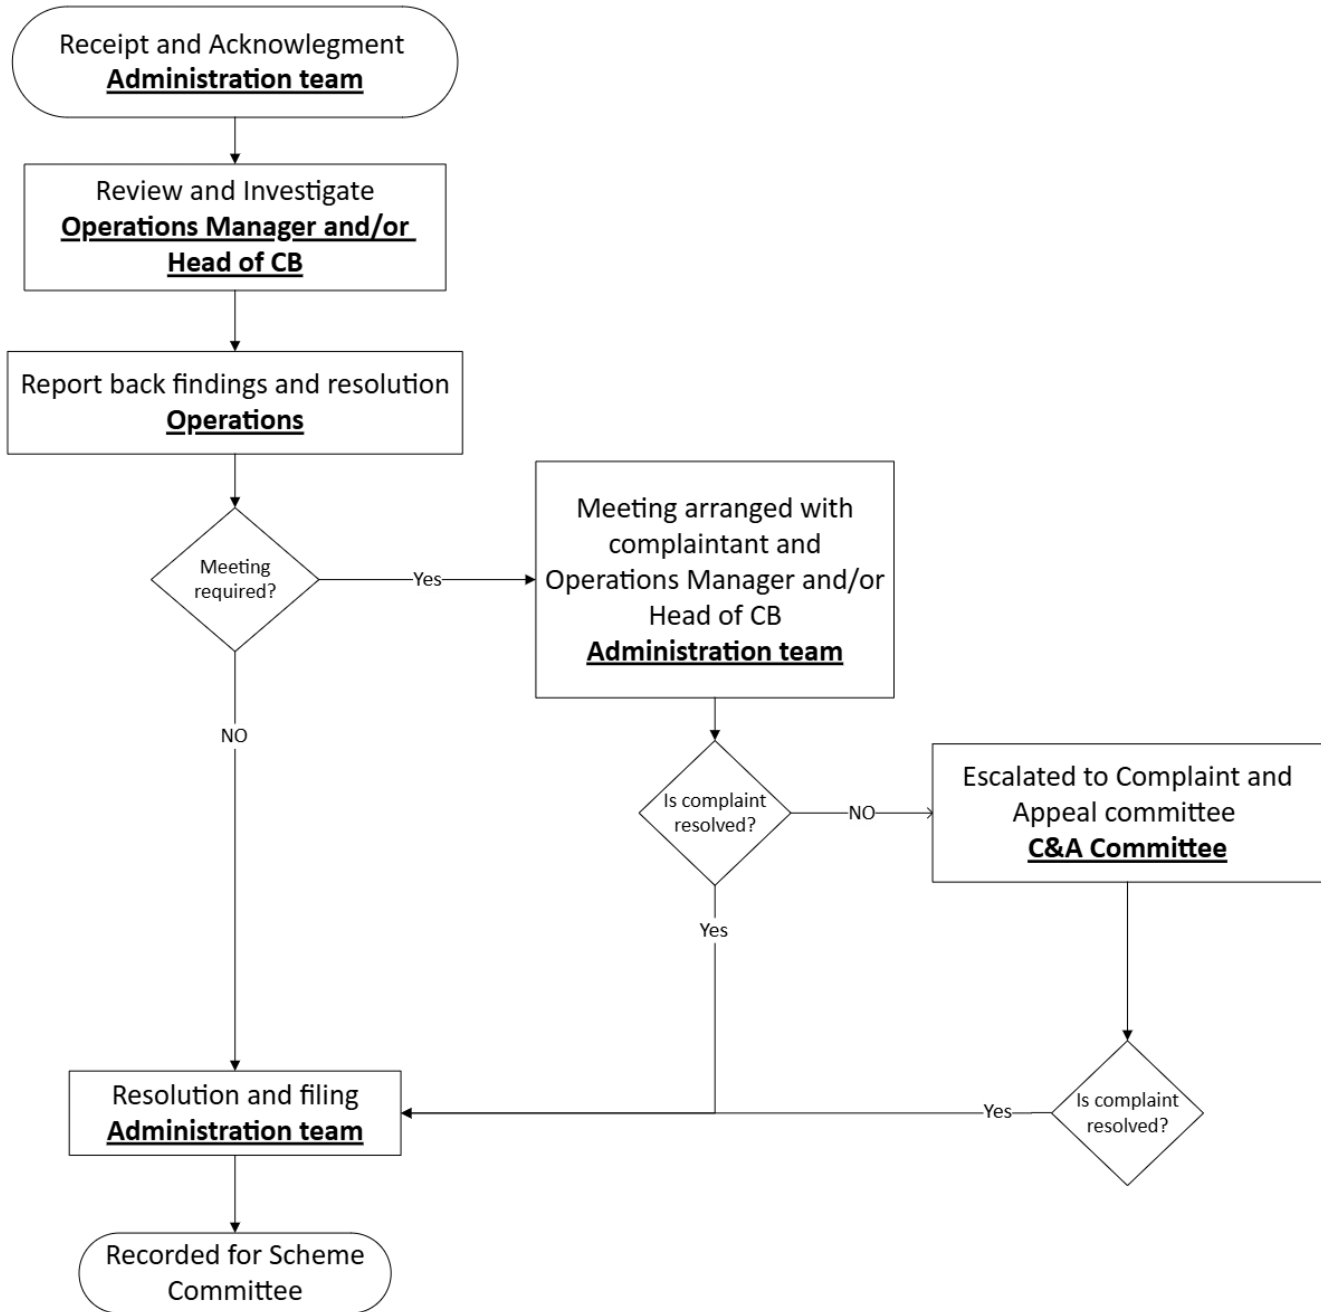 Receipt and Acknowlegment
Administration team
Review and Investigate
Operations Manager and/or
Head of CB
Report back findings and resolution
Operations
Meeting
required?
Yes
Meeting arranged with
complaintant and
Operations Manager and/or
Head of CB
Administration team
NO
Is complaint
resolved?
NO
Escalated to Complaint and
Appeal committee
C&A Committee
Yes
Is complaint
resolved?
Yes
Resolution and filing
Administration team
Recorded for Scheme
Committee